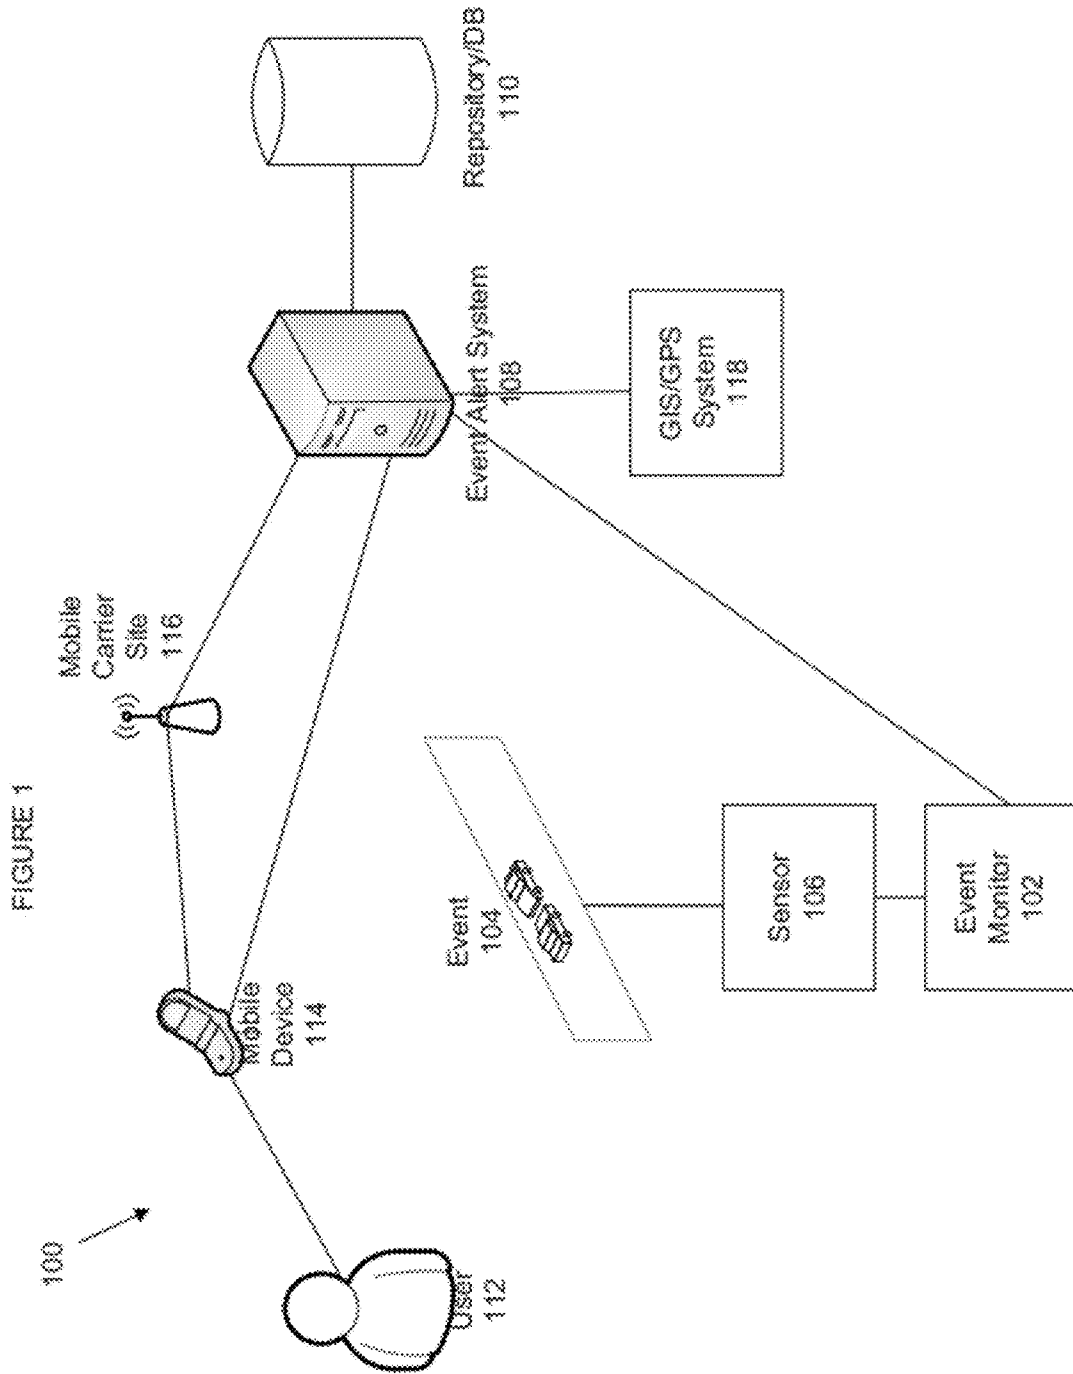 FIGURE 1
100
Mobile
Carrier
Site
116
Mobile
Device
114
User
112
Event
104
Sensor
106
Event
Monitor
102
Event Alert System
108
GIS/GPS
System
118
Repository/DB
110